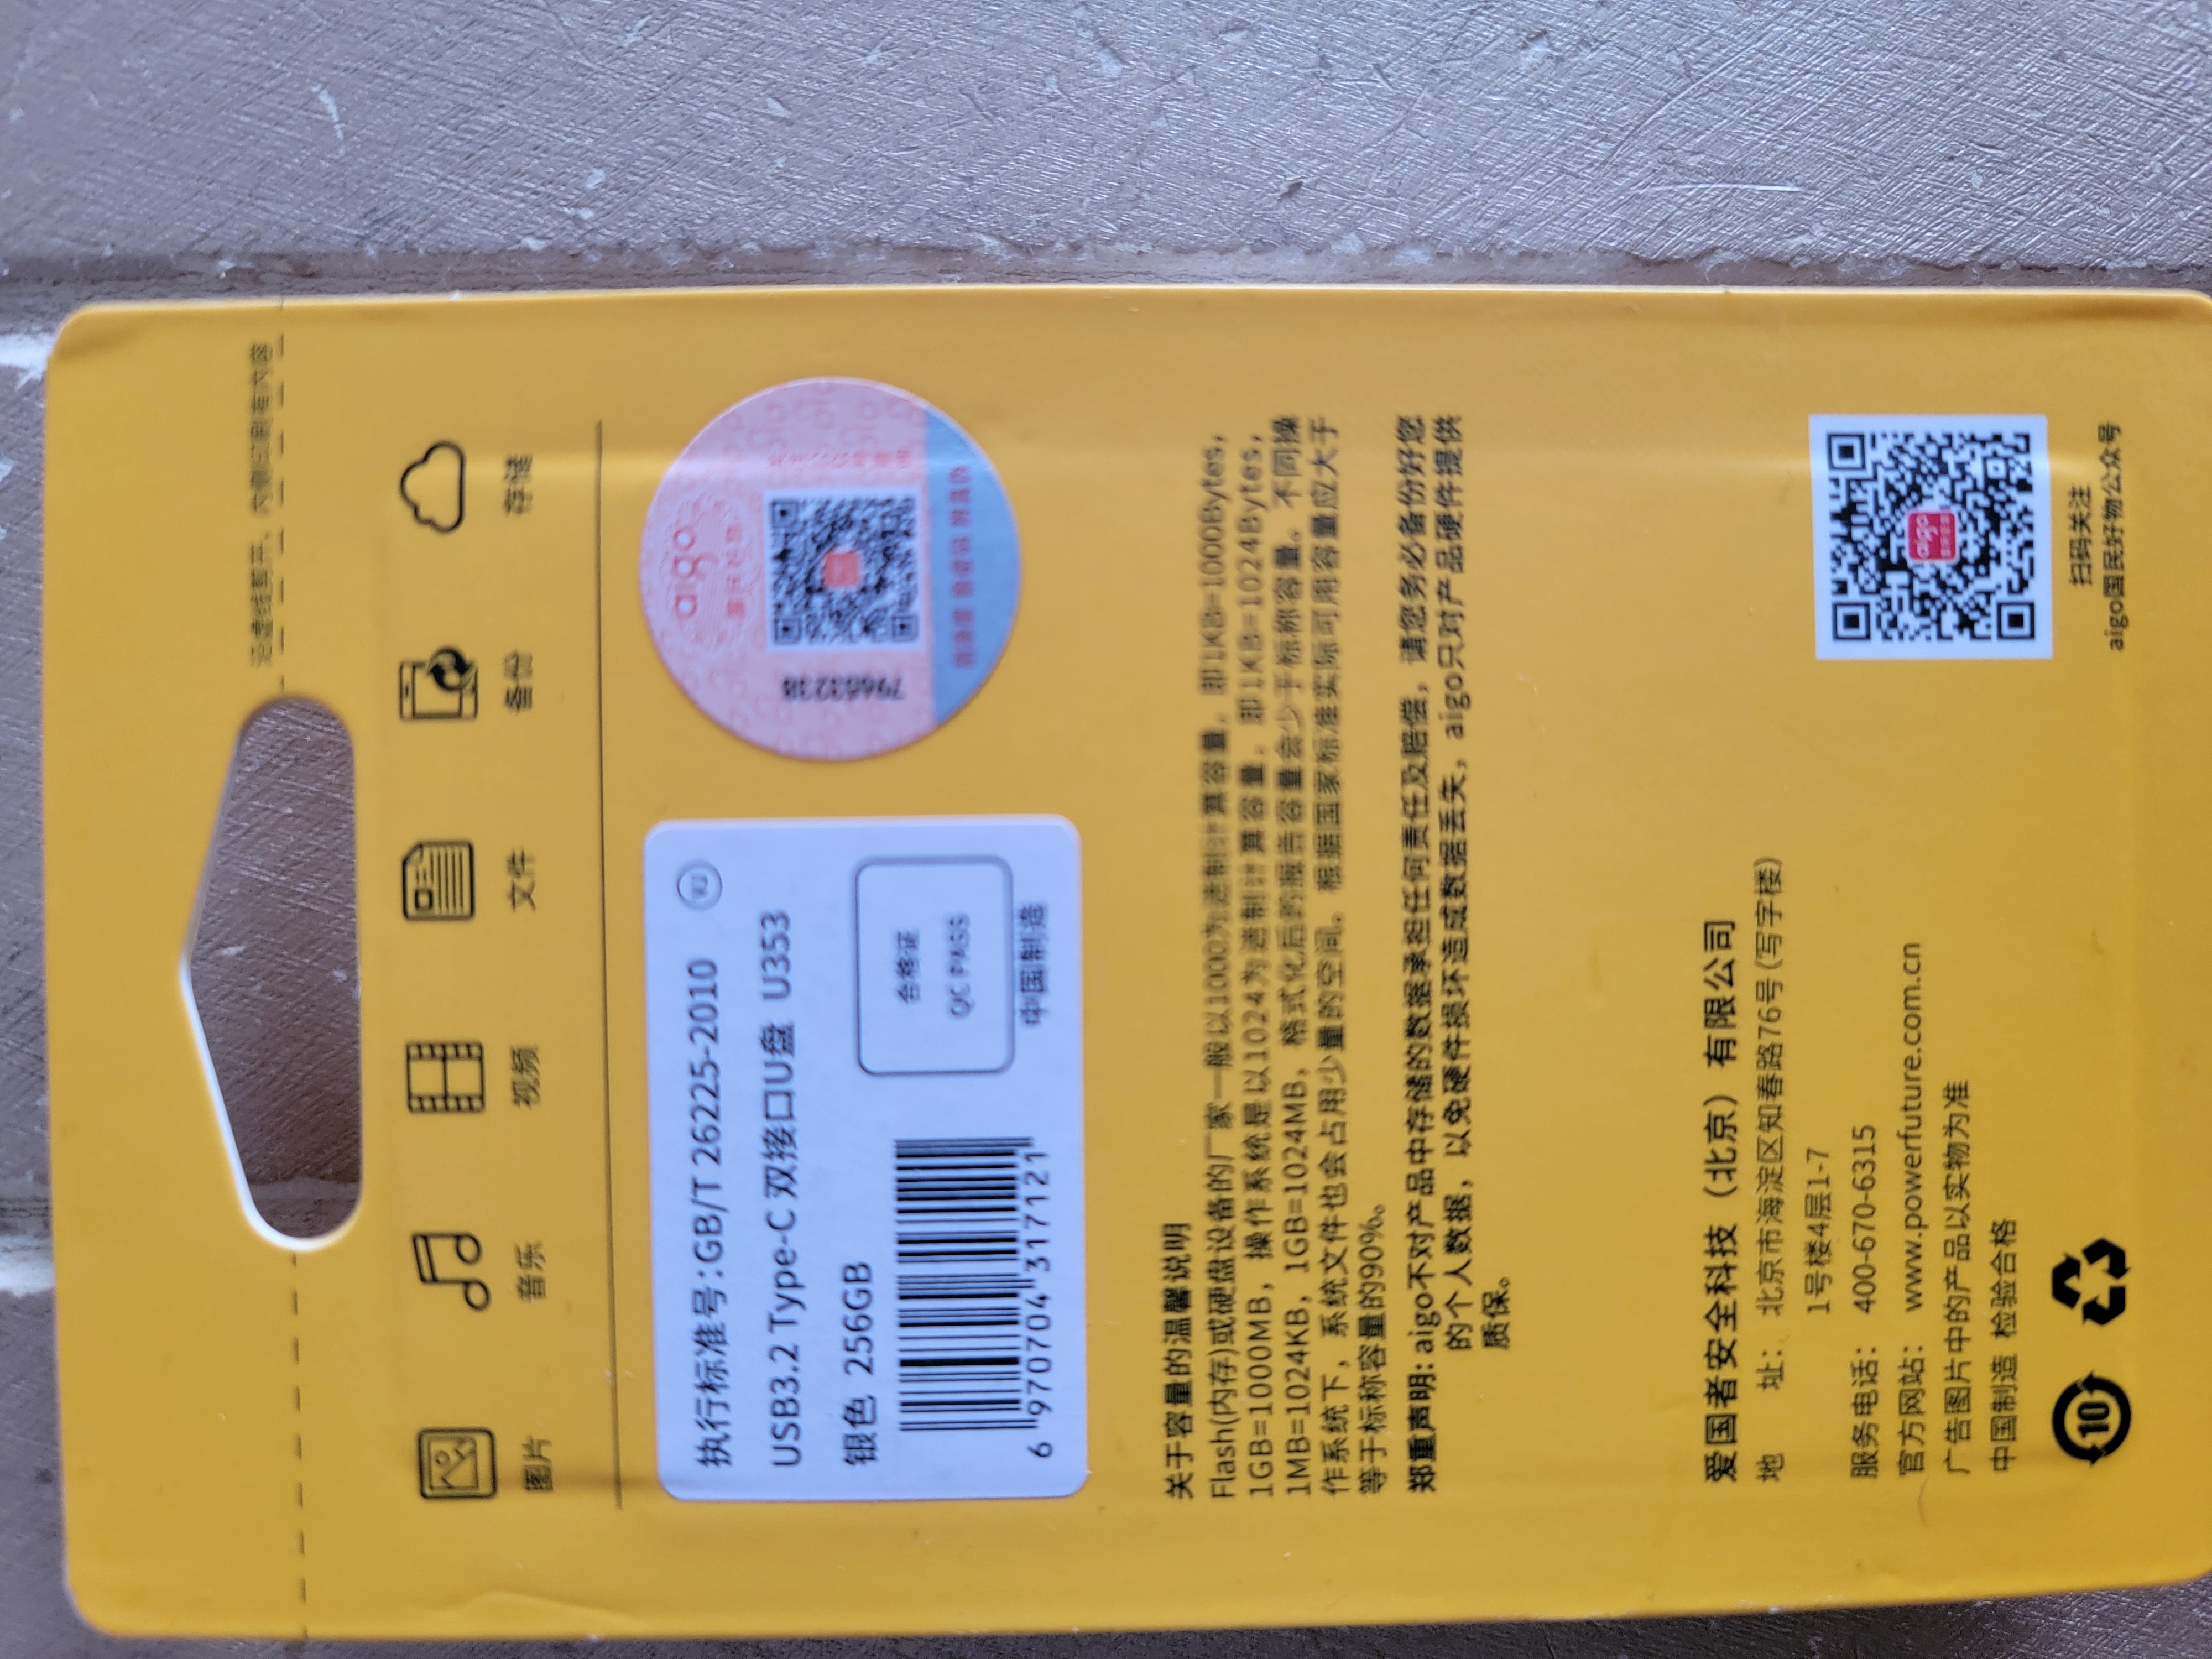 沿虚线剪开，内侧印刷有内容
图片
音乐
视频
文件
备份
存储
执行标准号:GB/T 26225-2010
USB3.2 Type-C 双接口U盘 U353
银色 256GB
合格证
QC PASS
中国制造
6 970704 317121
aigo
79653238
aigo
关于容量的温馨说明
Flash(内存)或硬盘设备的厂家一般以1000为进制计算容量，即1KB=1000Bytes，
1GB=1000MB，操作系统是以1024为进制计算容量，即1KB=1024Bytes，
1MB=1024KB，1GB=1024MB，格式化后的报告容量会少于标称容量。不同操
作系统下，系统文件也会占用少量的空间。根据国家标准实际可用容量应大于
等于标称容量的90%。
郑重声明: aigo不对产品中存储的数据承担任何责任及赔偿，请您务必备份好您
的个人数据，以免硬件损坏造成数据丢失，aigo只对产品硬件提供
质保。
爱国者安全科技（北京）有限公司
地 址： 北京市海淀区知春路76号 (写字楼)
1号楼4层1-7
服务电话： 400-670-6315
官方网站： www.powerfuture.com.cn
广告图片中的产品以实物为准
中国制造 检验合格
10
扫码关注
aigo国民好物公众号